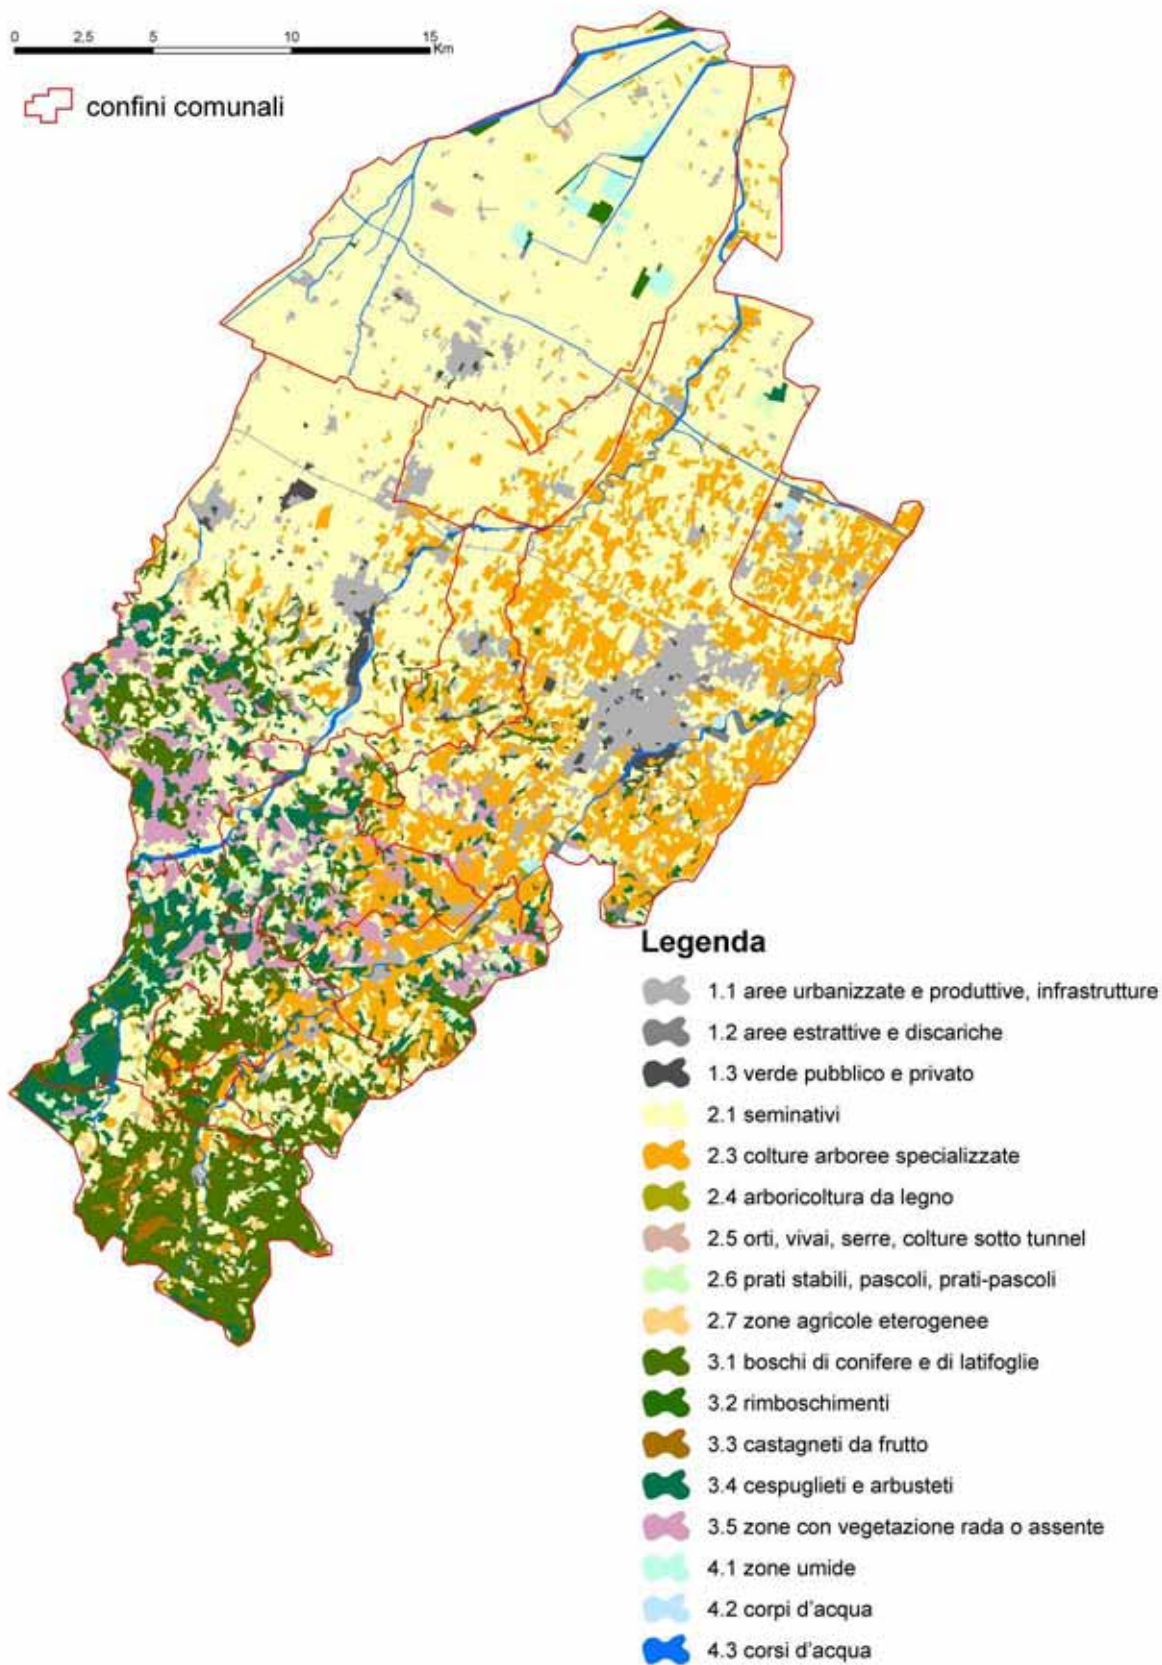 0 2,5 5 10 15
Km
confini comunali
Legenda
1.1 aree urbanizzate e produttive, infrastrutture
1.2 aree estrattive e discariche
1.3 verde pubblico e privato
2.1 seminativi
2.3 colture arboree specializzate
2.4 arboricoltura da legno
2.5 orti, vivai, serre, colture sotto tunnel
2.6 prati stabili, pascoli, prati-pascoli
2.7 zone agricole eterogenee
3.1 boschi di conifere e di latifoglie
3.2 rimboschimenti
3.3 castagneti da frutto
3.4 cespuglieti e arbusteti
3.5 zone con vegetazione rada o assente
4.1 zone umide
4.2 corpi d'acqua
4.3 corsi d'acqua